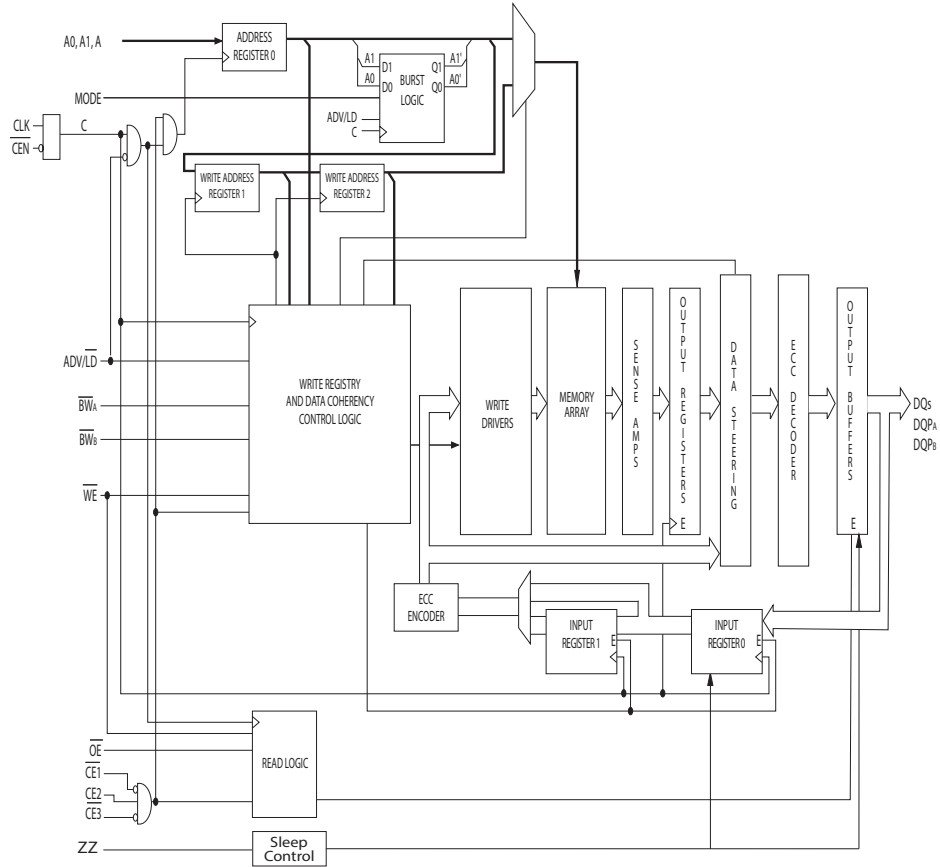 A0, A1, A
ADDRESS
REGISTER 0
A1
A0
D1
D0
BURST
LOGIC
Q1
Q0
A1'
A0'
MODE
ADV/LD
C
CLK
CEN
C
WRITE ADDRESS
REGISTER 1
WRITE ADDRESS
REGISTER 2
ADV/LD
BWA
BWB
WE
WRITE REGISTRY
AND DATA COHERENCY
CONTROL LOGIC
WRITE
DRIVERS
MEMORY
ARRAY
SENSE AMPS
OUTPUT REGISTERS
E
DATA STEERING
ECC DECODER
OUTPUT BUFFERS
E
DQs
DQPA
DQPB
ECC
ENCODER
INPUT
REGISTER 1
E
INPUT
REGISTER 0
E
OE
CE1
CE2
CE3
READ LOGIC
ZZ
Sleep
Control